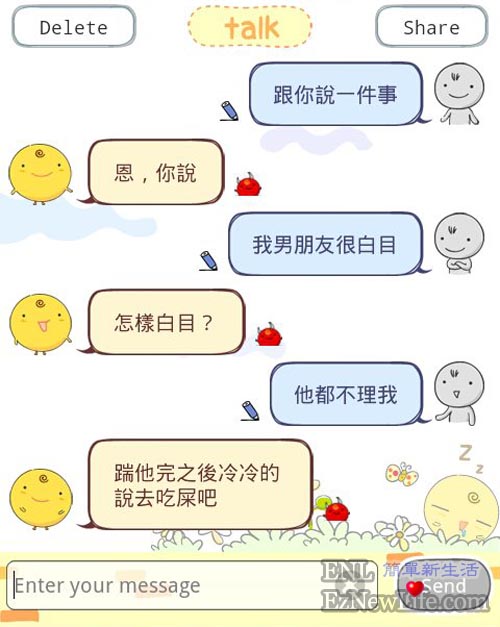 Delete
talk
Share
跟你說一件事
恩，你說
我男朋友很白目
怎樣白目？
他都不理我
踹他完之後冷冷的
說去吃屎吧
Z z
Enter your message
Send
ENL 簡單新生活
EzNewLife.com